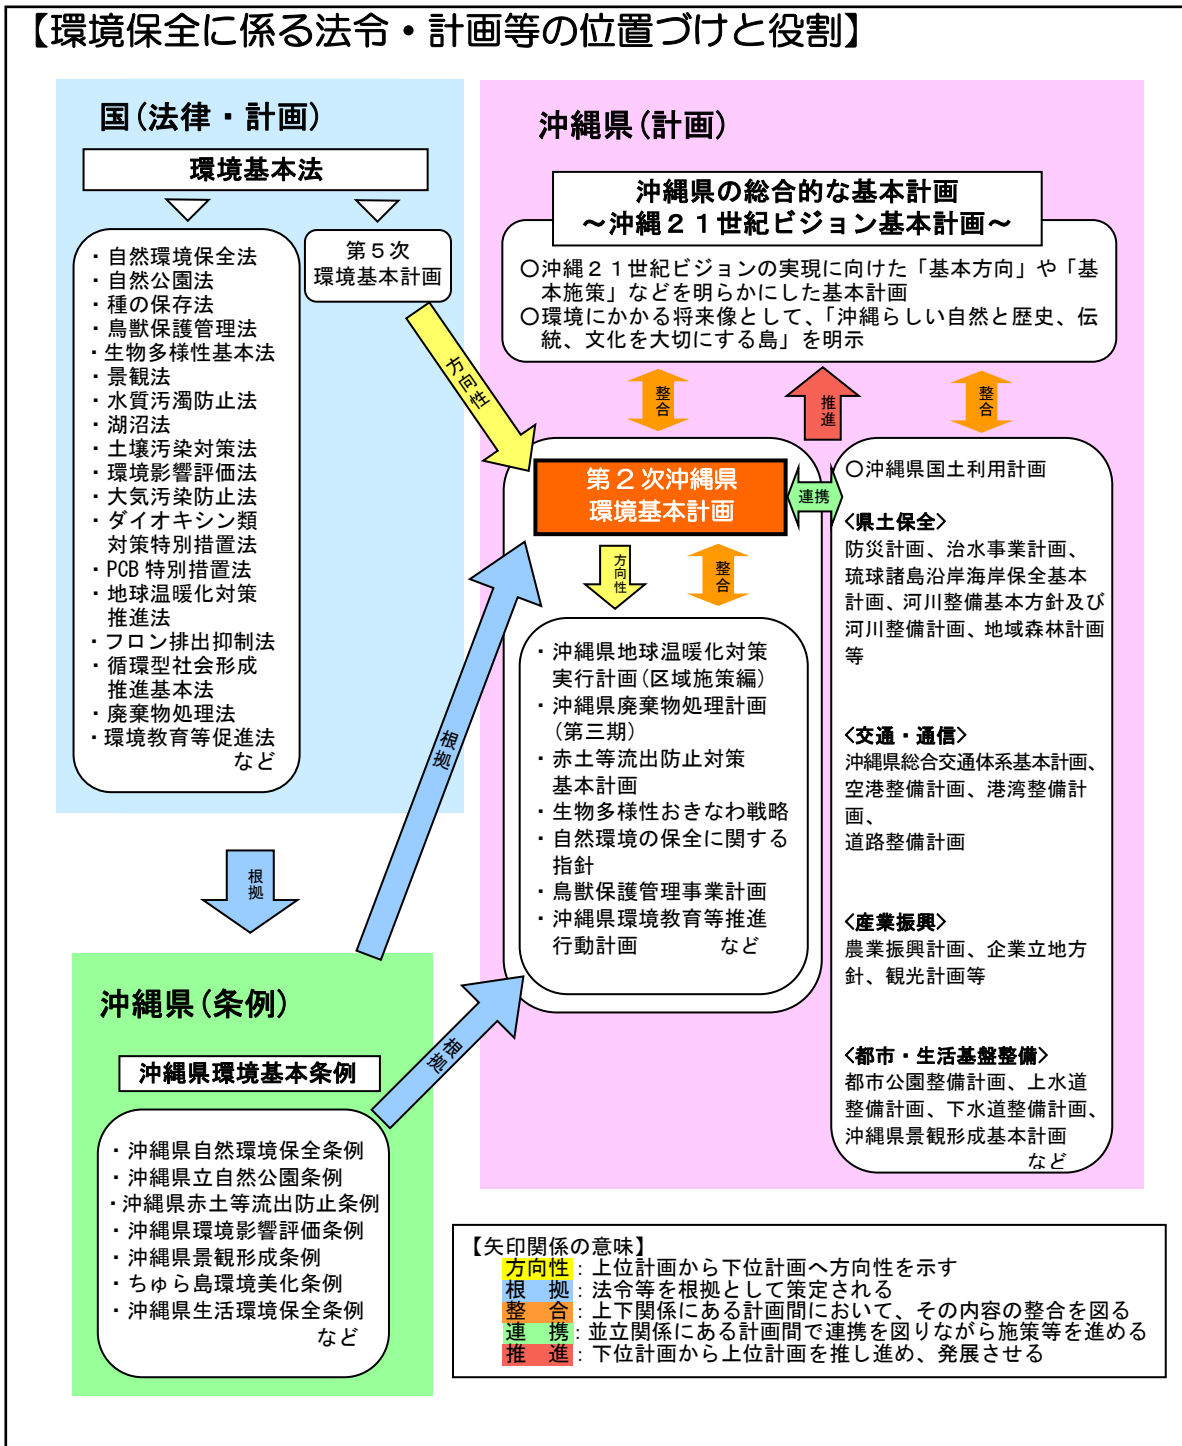 【環境保全に係る法令・計画等の位置づけと役割】
国(法律・計画)
環境基本法
・自然環境保全法
・自然公園法
・種の保存法
・鳥獣保護管理法
・生物多様性基本法
・景観法
・水質汚濁防止法
・湖沼法
・土壌汚染対策法
・環境影響評価法
・大気汚染防止法
・ダイオキシン類
対策特別措置法
・PCB特別措置法
・地球温暖化対策
推進法
・フロン排出抑制法
・循環型社会形成
推進基本法
・廃棄物処理法
・環境教育等促進法
など
第5次
環境基本計画
方向性
根拠
沖縄県(条例)
沖縄県環境基本条例
・沖縄県自然環境保全条例
・沖縄県立自然公園条例
・沖縄県赤土等流出防止条例
・沖縄県環境影響評価条例
・沖縄県景観形成条例
・ちゅら島環境美化条例
・沖縄県生活環境保全条例
など
根拠
根拠
沖縄県(計画)
沖縄県の総合的な基本計画
～沖縄21世紀ビジョン基本計画～
○沖縄21世紀ビジョンの実現に向けた「基本方向」や「基
本施策」などを明らかにした基本計画
○環境にかかる将来像として、「沖縄らしい自然と歴史、伝
統、文化を大切にする島」を明示
整合
推進
整合
第2次沖縄県
環境基本計画
連携
方向性
整合
・沖縄県地球温暖化対策
実行計画(区域施策編)
・沖縄県廃棄物処理計画
(第三期)
・赤土等流出防止対策
基本計画
・生物多様性おきなわ戦略
・自然環境の保全に関する
指針
・鳥獣保護管理事業計画
・沖縄県環境教育等推進
行動計画 など
○沖縄県国土利用計画
<県土保全>
防災計画、治水事業計画、
琉球諸島沿岸海岸保全基本
計画、河川整備基本方針及び
河川整備計画、地域森林計画
等
<交通・通信>
沖縄県総合交通体系基本計画、
空港整備計画、港湾整備計
画、
道路整備計画
<産業振興>
農業振興計画、企業立地方
針、観光計画等
<都市・生活基盤整備>
都市公園整備計画、上水道
整備計画、下水道整備計画、
沖縄県景観形成基本計画
など
【矢印関係の意味】
方向性：上位計画から下位計画へ方向性を示す
根 拠：法令等を根拠として策定される
整 合：上下関係にある計画間において、その内容の整合を図る
連 携：並立関係にある計画間で連携を図りながら施策等を進める
推 進：下位計画から上位計画を推し進め、発展させる